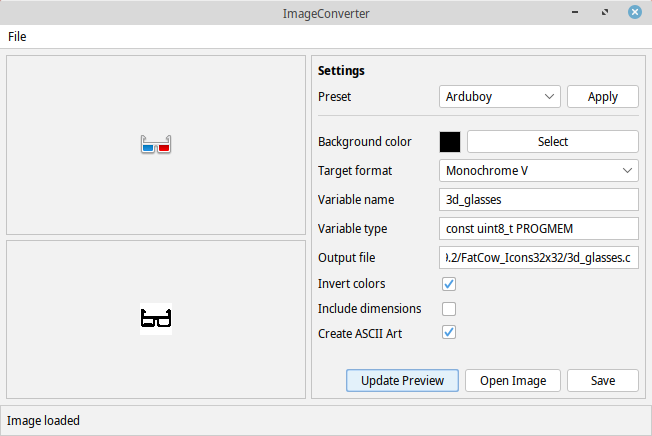 ImageConverter
File
Settings
Preset Arduboy Apply
Background color Select
Target format Monochrome V
Variable name 3d_glasses
Variable type const uint8_t PROGMEM
Output file .2/FatCow_Icons32x32/3d_glasses.c
Invert colors
Include dimensions
Create ASCII Art
Update Preview Open Image Save
Image loaded